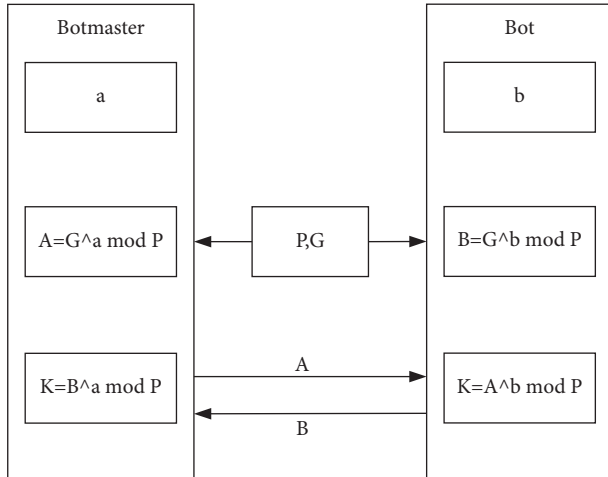 Botmaster
Bot
a
b
A=G^a mod P
P,G
B=G^b mod P
A
K=B^a mod P
K=A^b mod P
B